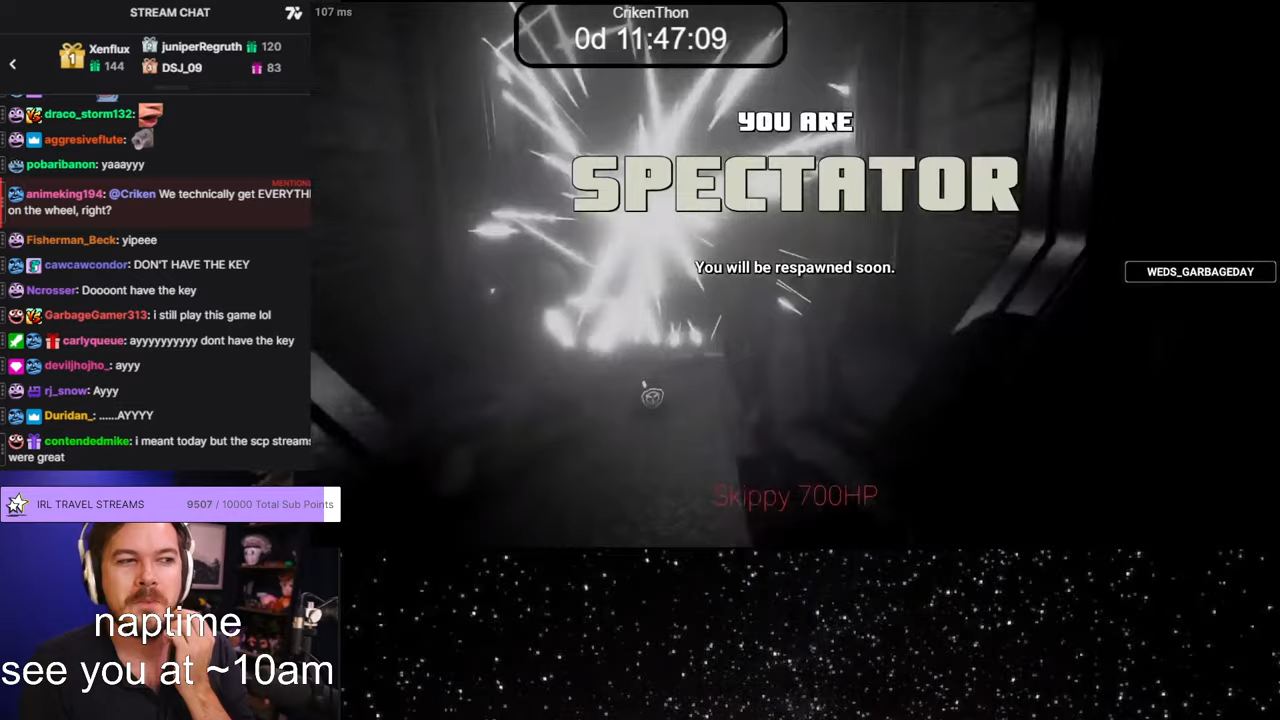 STREAM CHAT
107 ms
Xenflux
144
juniperRegruth 120
DSJ_09 83
draco_storm132:
aggresiveflute:
pobaribanon: yaaayyy
MENTION
animeking194: @Criken We technically get EVERYTHI
on the wheel, right?
Fisherman_Beck: yipeee
cawcawcondor: DON'T HAVE THE KEY
Ncrosser: Doooont have the key
GarbageGamer313: i still play this game lol
carlyqueue: ayyyyyyyyy dont have the key
deviljhojho_: ayyy
rj_snow: Ayyy
Duridan_: ......AYYYY
contendedmike: i meant today but the scp streams
were great
IRL TRAVEL STREAMS 9507 / 10000 Total Sub Points
naptime
see you at ~10am
CrikenThon
0d 11:47:09
YOU ARE
SPECTATOR
You will be respawned soon.
WEDS_GARBAGEDAY
Skippy 700HP